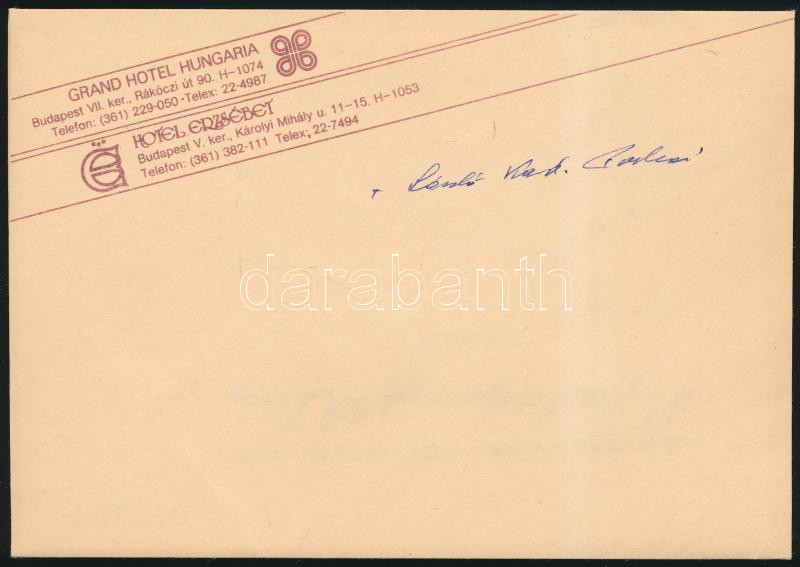 GRAND HOTEL HUNGARIA
Budapest VII. ker., Rákóczi út 90. H-1074
Telefon: (361) 229-050 · Telex: 22-4987
HOTEL ERZSÉBET
Budapest V. ker., Károlyi Mihály u. 11-15. H-1053
Telefon: (361) 382-111 Telex; 22-7494
+ László
darabanth